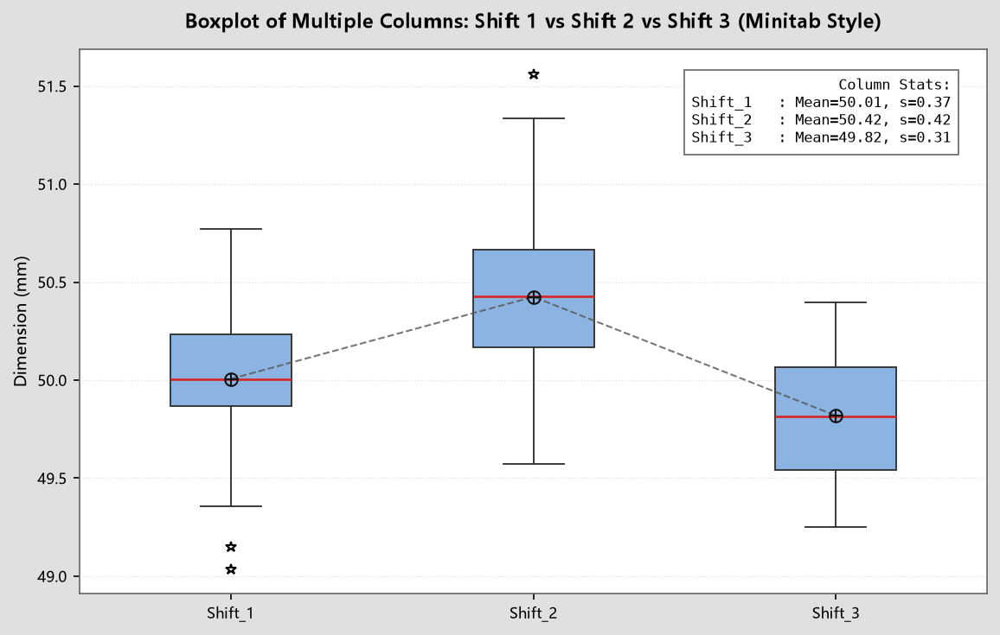 Boxplot of Multiple Columns: Shift 1 vs Shift 2 vs Shift 3 (Minitab Style)
Column Stats:
Shift_1   : Mean=50.01, s=0.37
Shift_2   : Mean=50.42, s=0.42
Shift_3   : Mean=49.82, s=0.31
Dimension (mm)
51.5
51.0
50.5
50.0
49.5
49.0
Shift_1
Shift_2
Shift_3